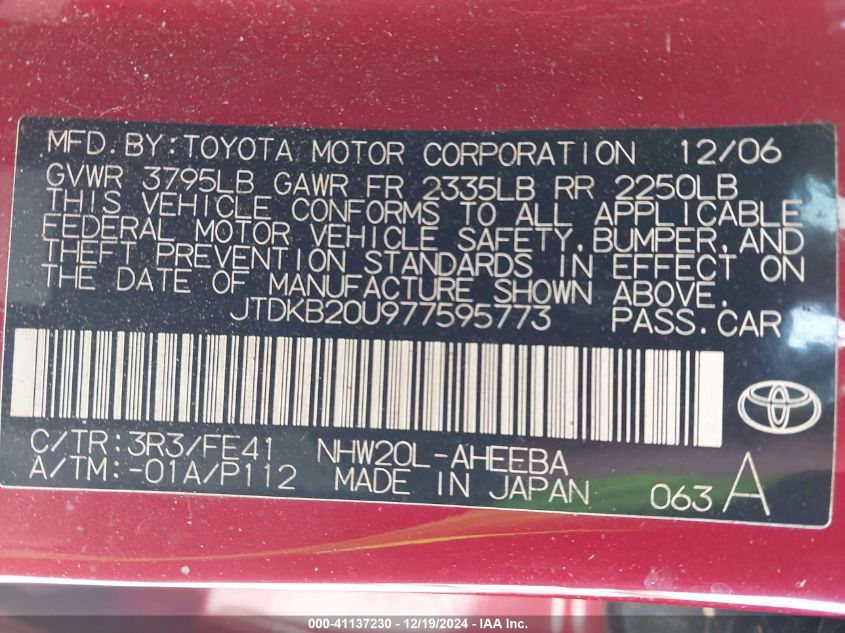 MFD. BY: TOYOTA MOTOR CORPORATION 12/06
GVWR 3795LB GAWR FR 2335LB RR 2250LB
THIS VEHICLE CONFORMS TO ALL APPLICABLE
FEDERAL MOTOR VEHICLE SAFETY, BUMPER, AND
THEFT PREVENTION STANDARDS IN EFFECT ON
THE DATE OF MANUFACTURE SHOWN ABOVE.
JTDKB20U977595773 PASS. CAR
C/TR: 3R3/FE41 NHW20L-AHEEBA
A/TM: -01A/P112 MADE IN JAPAN 063 A
000-41137230 - 12/19/2024 - IAA Inc.